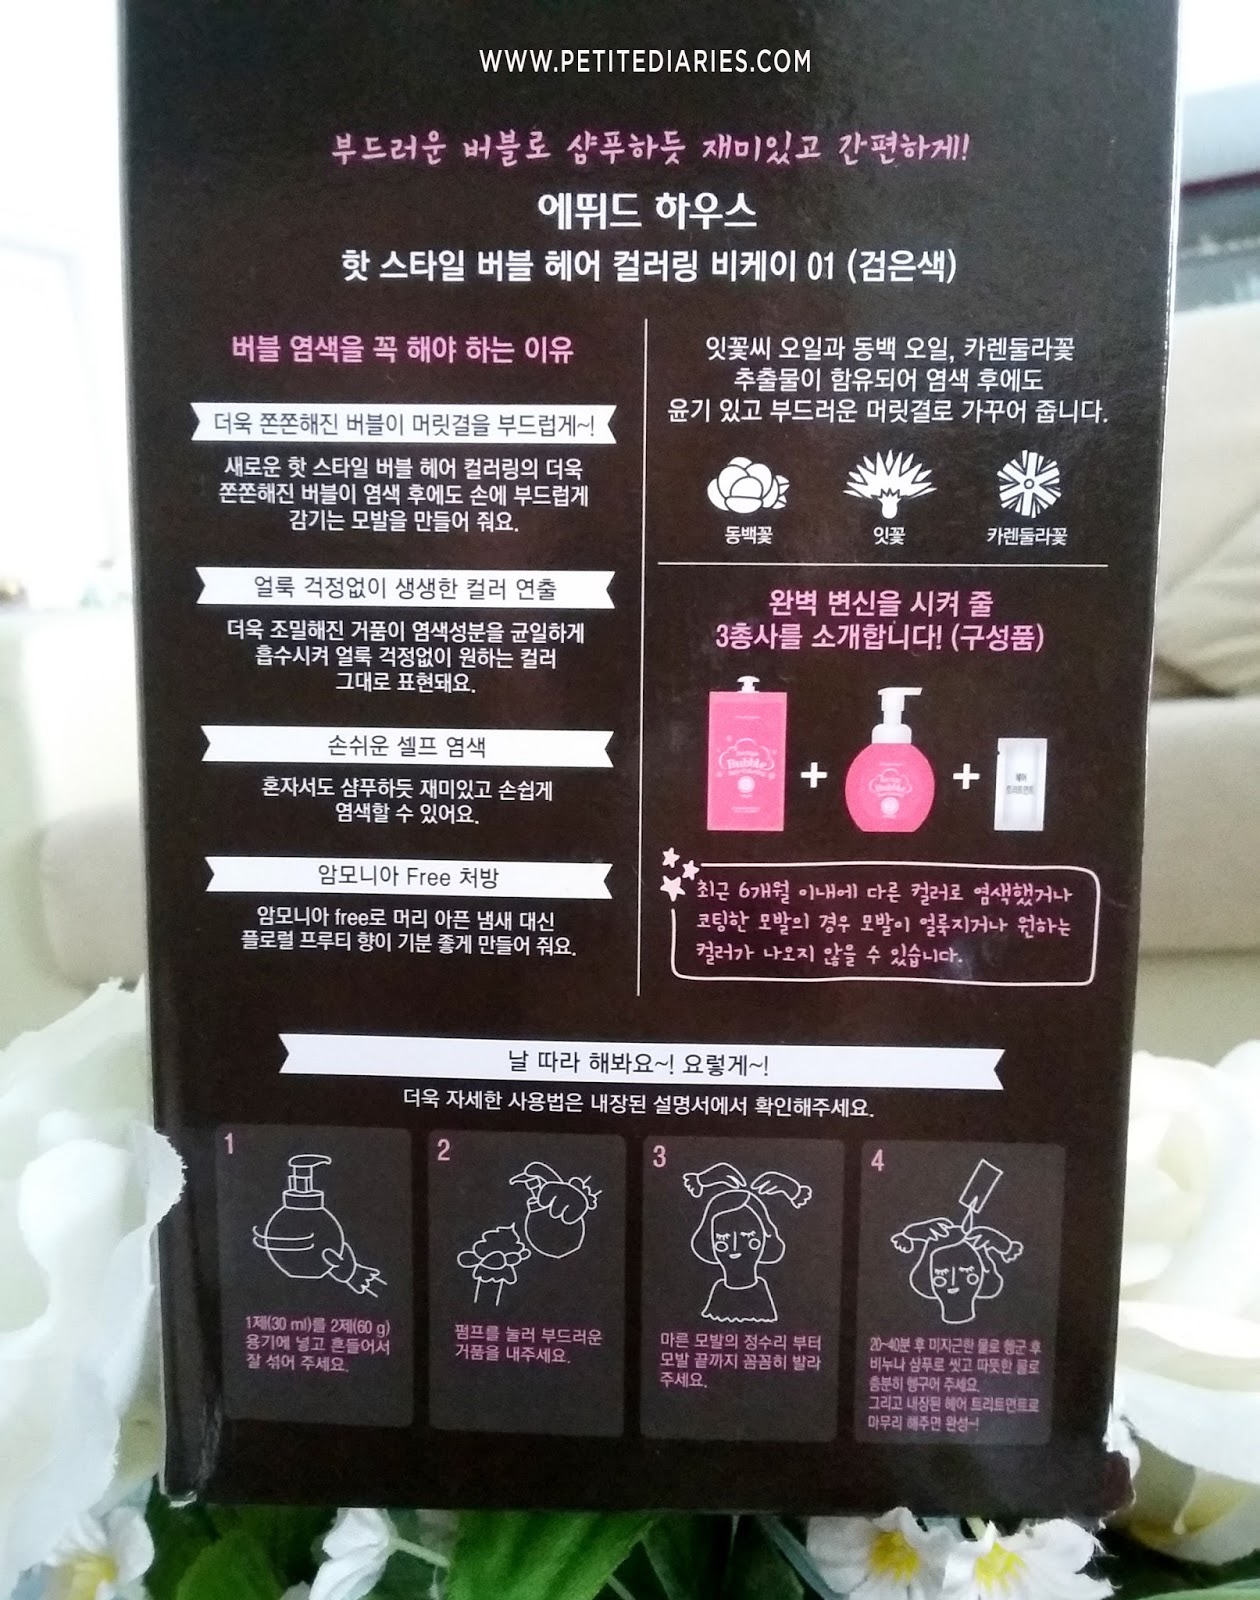 WWW.PETITEDIARIES.COM
부드러운 버블로 샴푸하듯 재미있고 간편하게!
에뛰드 하우스
핫 스타일 버블 헤어 컬러링 비케이 01 (검은색)
버블 염색을 꼭 해야 하는 이유
더욱 쫀쫀해진 버블이 머릿결을 부드럽게~!
새로운 핫 스타일 버블 헤어 컬러링의 더욱
쫀쫀해진 버블이 염색 후에도 손에 부드럽게
감기는 모발을 만들어 줘요.
얼룩 걱정없이 생생한 컬러 연출
더욱 조밀해진 거품이 염색성분을 균일하게
흡수시켜 얼룩 걱정없이 원하는 컬러
그대로 표현돼요.
손쉬운 셀프 염색
혼자서도 샴푸하듯 재미있고 손쉽게
염색할 수 있어요.
암모니아 Free 처방
암모니아 free로 머리 아픈 냄새 대신
플로럴 프루티 향이 기분 좋게 만들어 줘요.
잇꽃씨 오일과 동백 오일, 카렌둘라꽃
추출물이 함유되어 염색 후에도
윤기 있고 부드러운 머릿결로 가꾸어 줍니다.
동백꽃
잇꽃
카렌둘라꽃
완벽 변신을 시켜 줄
3총사를 소개합니다! (구성품)
Bubble
+
Bubble
+
헤어
트리트먼트
최근 6개월 이내에 다른 컬러로 염색했거나
코팅한 모발의 경우 모발이 얼룩지거나 원하는
컬러가 나오지 않을 수 있습니다.
날 따라 해봐요~! 요렇게~!
더욱 자세한 사용법은 내장된 설명서에서 확인해주세요.
1
1제(30 ml)를 2제(60 g)
용기에 넣고 흔들어서
잘 섞어 주세요.
2
펌프를 눌러 부드러운
거품을 내주세요.
3
마른 모발의 정수리 부터
모발 끝까지 꼼꼼히 발라
주세요.
4
20~40분 후 미지근한 물로 헹군 후
비누나 샴푸로 씻고 따뜻한 물로
충분히 헹구어 주세요.
그리고 내장된 헤어 트리트먼트로
마무리 해주면 완성~!